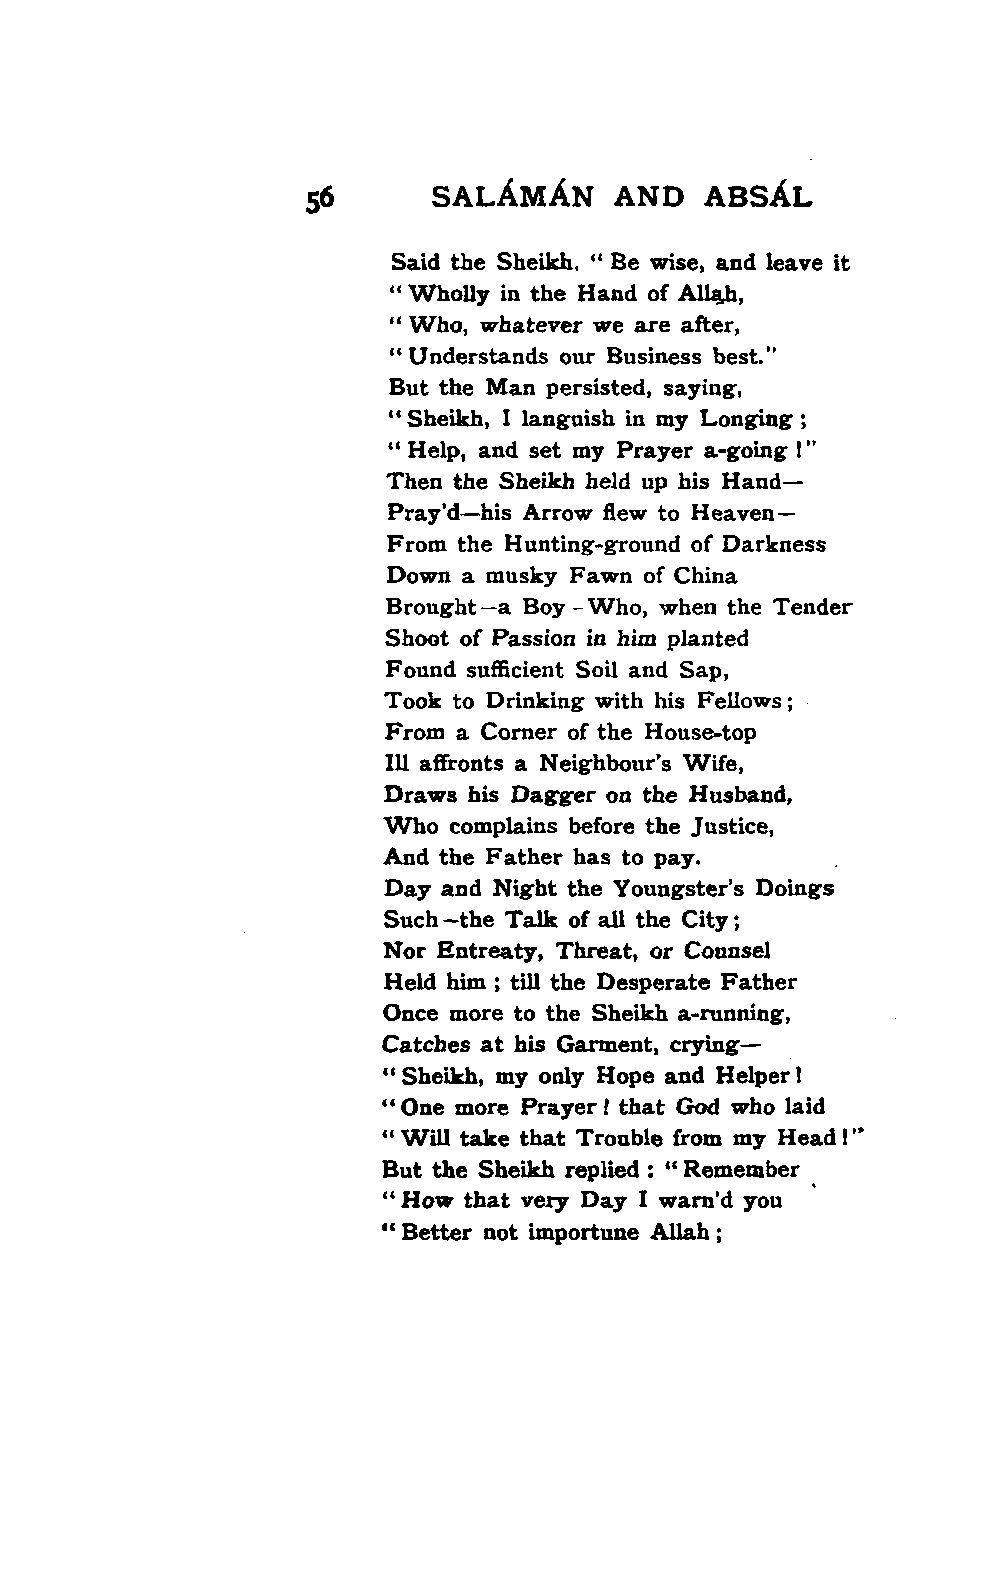 56 SALÁMÁN AND ABSÁL
Said the Sheikh, “ Be wise, and leave it
“ Wholly in the Hand of Allah,
“ Who, whatever we are after,
“ Understands our Business best.”
But the Man persisted, saying,
“ Sheikh, I languish in my Longing ;
“ Help, and set my Prayer a-going !”
Then the Sheikh held up his Hand—
Pray'd—his Arrow flew to Heaven—
From the Hunting-ground of Darkness
Down a musky Fawn of China
Brought—a Boy - Who, when the Tender
Shoot of Passion in him planted
Found sufficient Soil and Sap,
Took to Drinking with his Fellows ;
From a Corner of the House-top
Ill affronts a Neighbour's Wife,
Draws his Dagger on the Husband,
Who complains before the Justice,
And the Father has to pay.
Day and Night the Youngster's Doings
Such—the Talk of all the City ;
Nor Entreaty, Threat, or Counsel
Held him ; till the Desperate Father
Once more to the Sheikh a-running,
Catches at his Garment, crying—
“ Sheikh, my only Hope and Helper !
“ One more Prayer ! that God who laid
“ Will take that Trouble from my Head !”
But the Sheikh replied : “ Remember
“ How that very Day I warn'd you
“ Better not importune Allah ;